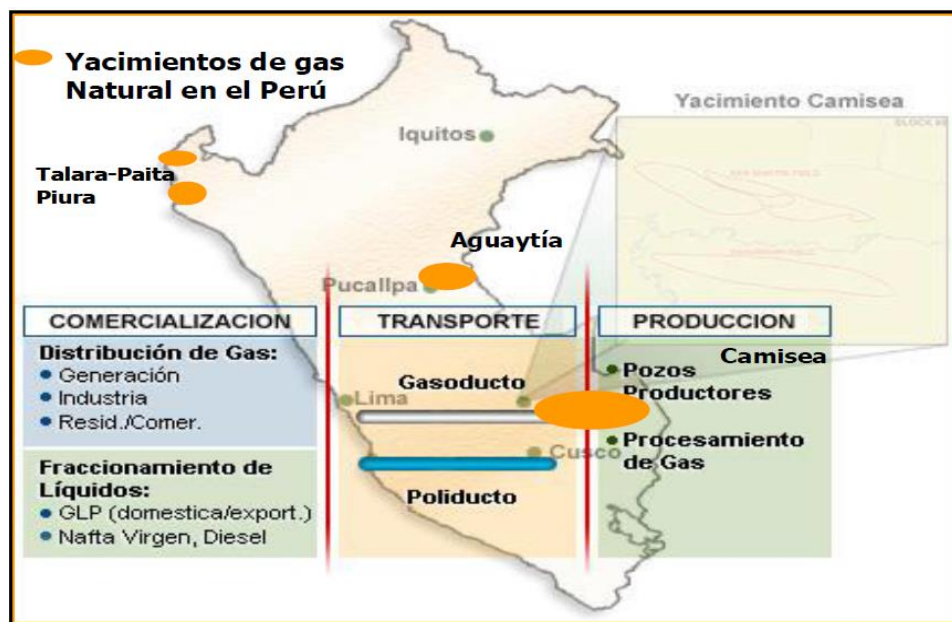 Yacimientos de gas
Natural en el Perú
Yacimiento Camisea
Iquitos
Talara-Paita
Piura
Aguaytía
Pucallpa
COMERCIALIZACION
TRANSPORTE
PRODUCCION
Distribución de Gas:
Generación
Industria
Resid./Comer.
Gasoducto
Lima
Camisea
Pozos
Productores
Fraccionamiento de
Líquidos:
GLP (domestica/export.)
Nafta Virgen, Diesel
Cusco
Poliducto
Procesamiento
de Gas